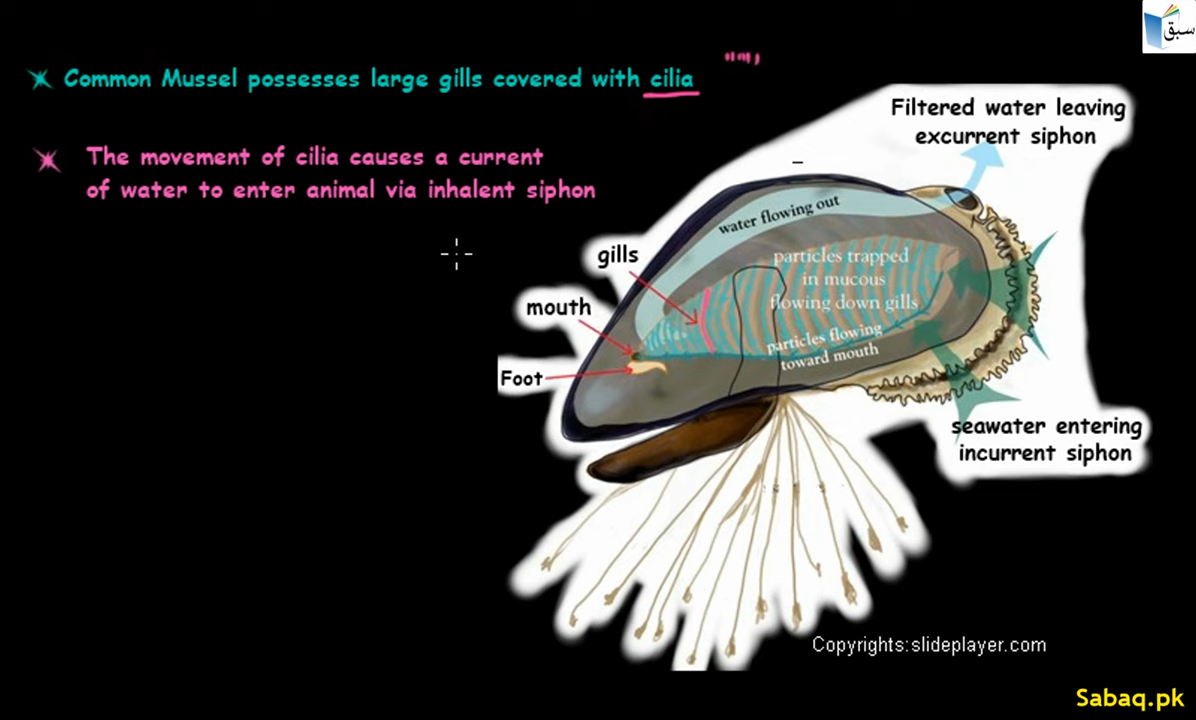 سبق
Common Mussel possesses large gills covered with cilia
The movement of cilia causes a current
of water to enter animal via inhalent siphon
Filtered water leaving
excurrent siphon
water flowing out
gills
particles trapped
in mucous
flowing down gills
mouth
particles flowing
toward mouth
Foot
seawater entering
incurrent siphon
Copyrights:slideplayer.com
Sabaq.pk